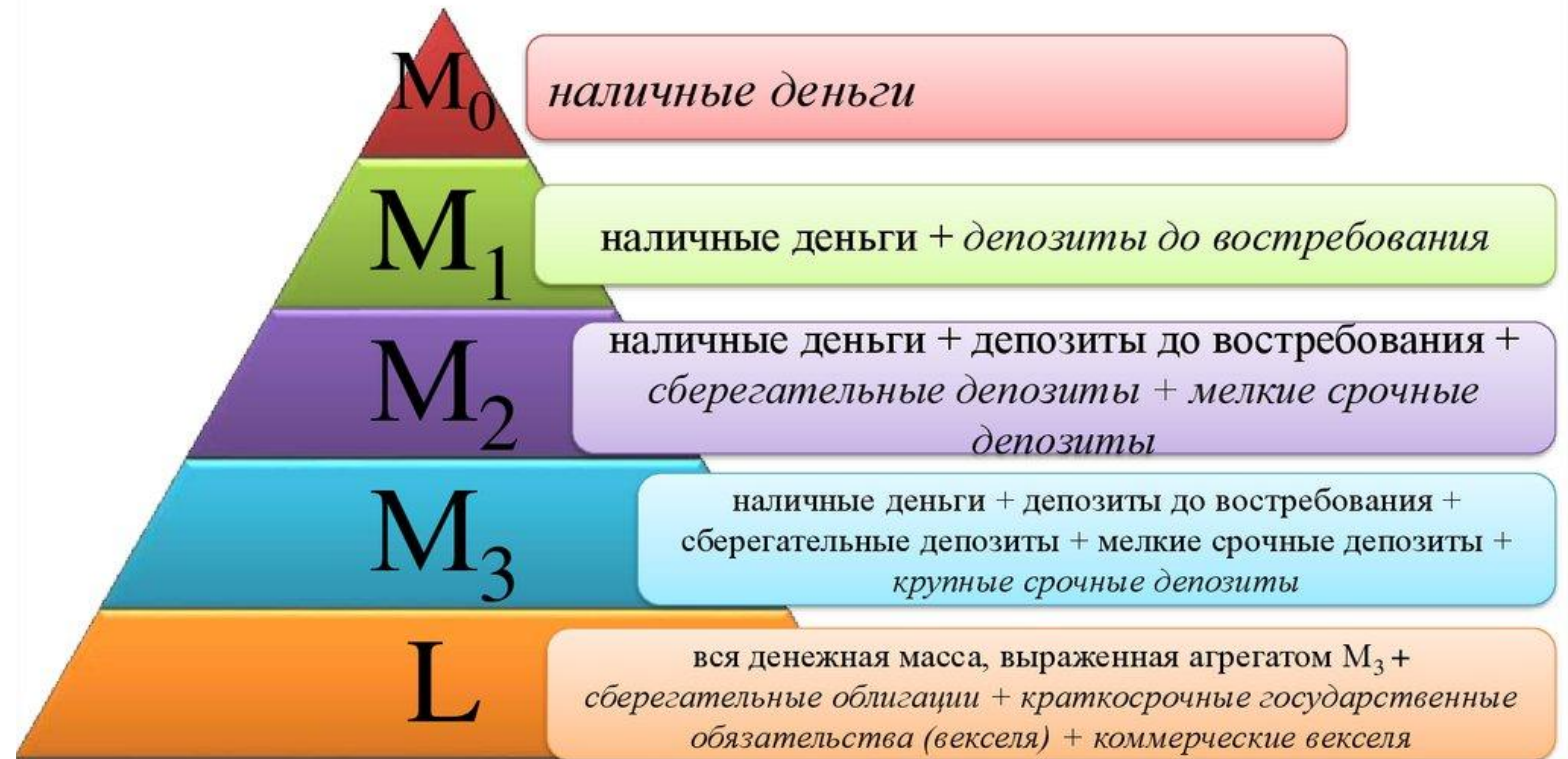 M₀
наличные деньги
M₁
наличные деньги + депозиты до востребования
M₂
наличные деньги + депозиты до востребования +
сберегательные депозиты + мелкие срочные
депозиты
M₃
наличные деньги + депозиты до востребования +
сберегательные депозиты + мелкие срочные депозиты +
крупные срочные депозиты
L
вся денежная масса, выраженная агрегатом M₃ +
сберегательные облигации + краткосрочные государственные
обязательства (векселя) + коммерческие векселя